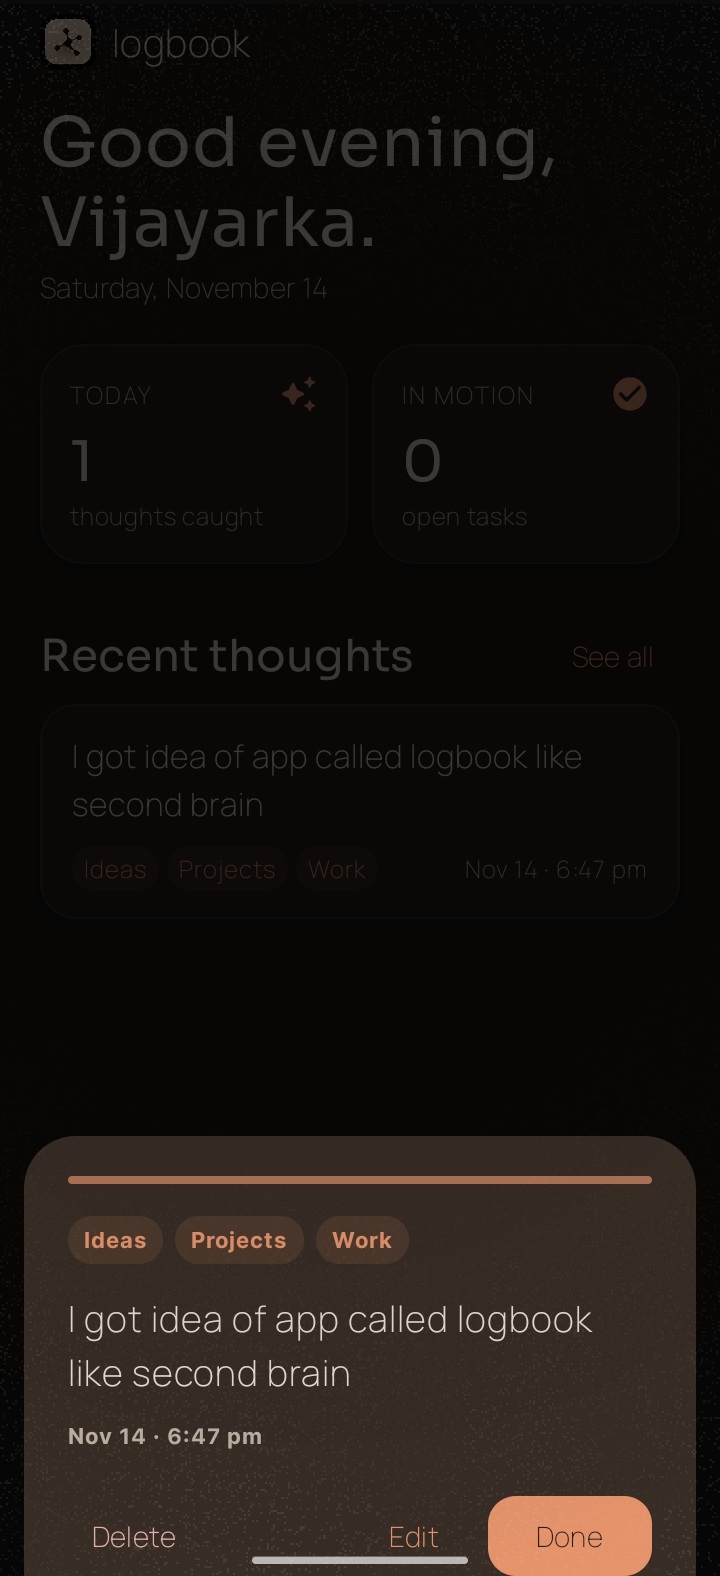 logbook
Good evening,
Vijayarka.
Saturday, November 14
TODAY
1
thoughts caught
IN MOTION
0
open tasks
Recent thoughts
See all
I got idea of app called logbook like
second brain
Ideas Projects Work Nov 14 · 6:47 pm
Ideas Projects Work
I got idea of app called logbook
like second brain
Nov 14 · 6:47 pm
Delete Edit Done